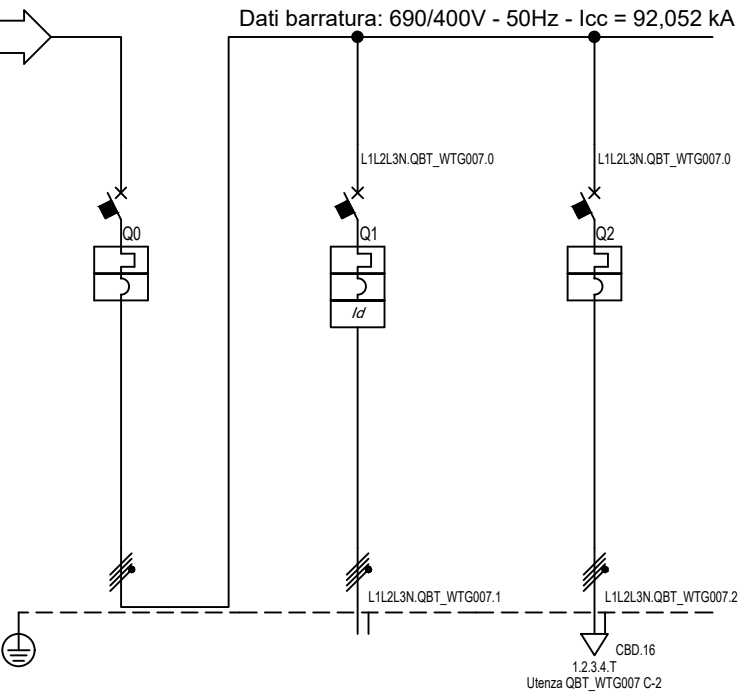 Dati barratura: 690/400V - 50Hz - Icc = 92,052 kA
L1L2L3N.QBT_WTG007.0
L1L2L3N.QBT_WTG007.0
Q0
Q1
Q2
Id
L1L2L3N.QBT_WTG007.1
L1L2L3N.QBT_WTG007.2
CBD.16
1.2.3.4.T
Utenza QBT_WTG007 C-2